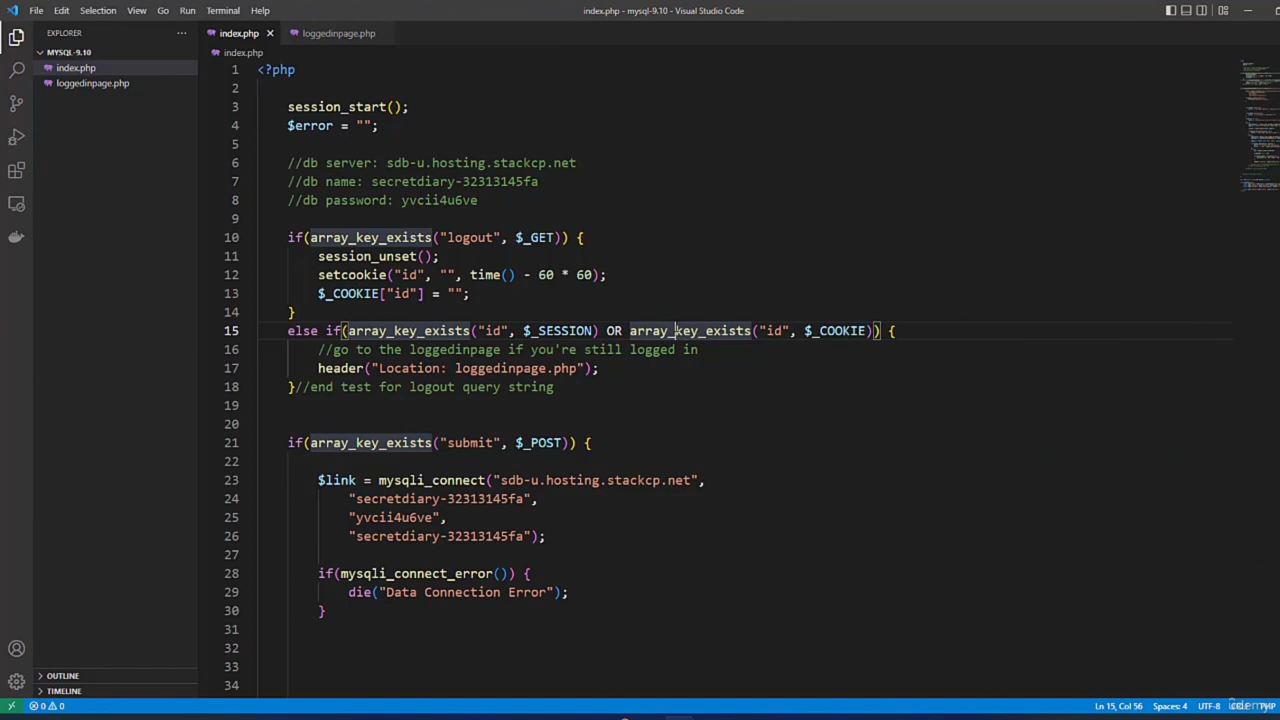 File Edit Selection View Go Run Terminal Help
index.php - mysql-9.10 - Visual Studio Code
EXPLORER
MYSQL-9.10
index.php
loggedinpage.php
OUTLINE
TIMELINE
index.php
loggedinpage.php
index.php
1 <?php
2
3 session_start();
4 $error = "";
5
6 //db server: sdb-u.hosting.stackcp.net
7 //db name: secretdiary-32313145fa
8 //db password: yvcii4u6ve
9
10 if(array_key_exists("logout", $_GET)) {
11 session_unset();
12 setcookie("id", "", time() - 60 * 60);
13 $_COOKIE["id"] = "";
14 }
15 else if(array_key_exists("id", $_SESSION) OR array_key_exists("id", $_COOKIE)) {
16 //go to the loggedinpage if you're still logged in
17 header("Location: loggedinpage.php");
18 }//end test for logout query string
19
20
21 if(array_key_exists("submit", $_POST)) {
22
23 $link = mysqli_connect("sdb-u.hosting.stackcp.net",
24 "secretdiary-32313145fa",
25 "yvcii4u6ve",
26 "secretdiary-32313145fa");
27
28 if(mysqli_connect_error()) {
29 die("Data Connection Error");
30 }
31
32
33
34
0 0
Ln 15, Col 56 Spaces: 4 UTF-8 CRLF PHP
udemy